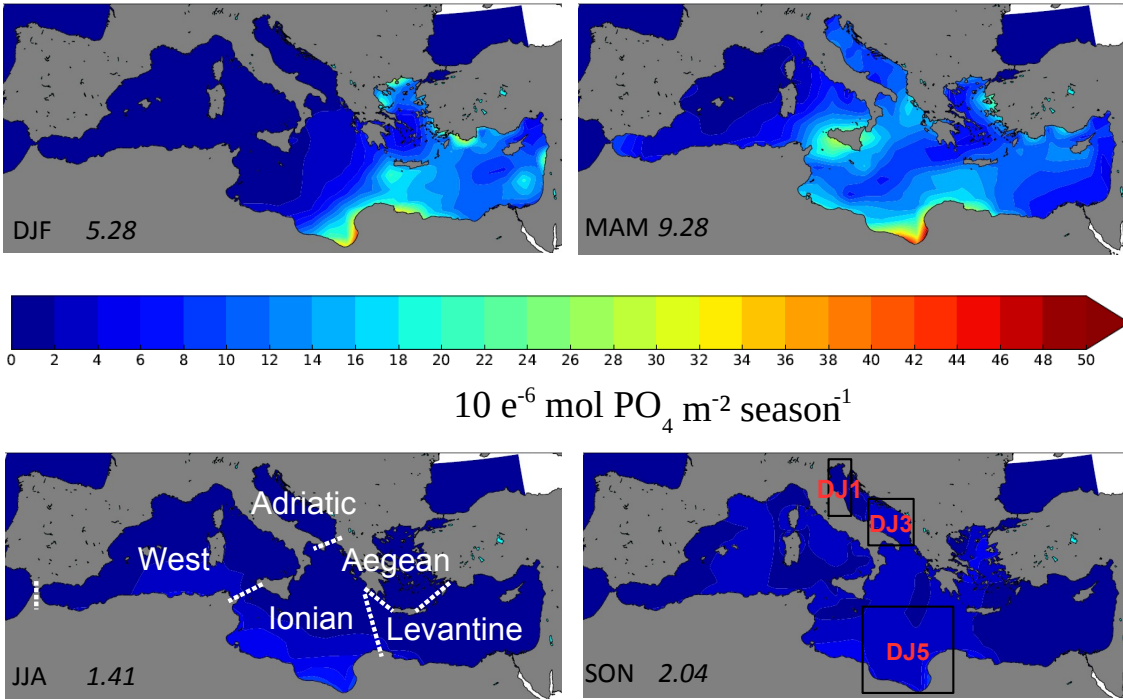 DJF 5.28
MAM 9.28
0 2 4 6 8 10 12 14 16 18 20 22 24 26 28 30 32 34 36 38 40 42 44 46 48 50
10 e⁻⁶ mol PO₄ m⁻² season⁻¹
Adriatic
West
Aegean
Ionian
Levantine
JJA 1.41
DJ1
DJ3
DJ5
SON 2.04